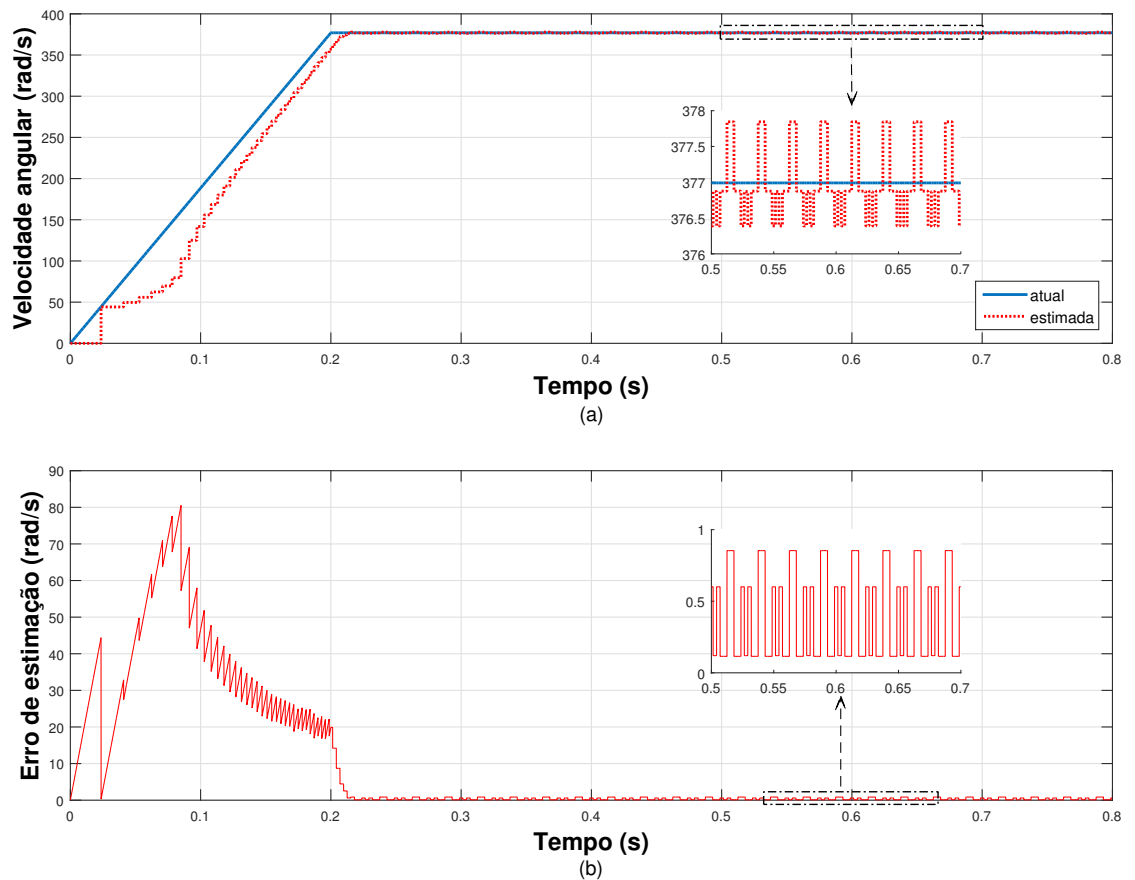 400
350
300
250
200
150
100
50
0
Velocidade angular (rad/s)
378
377.5
377
376.5
376
0.5 0.55 0.6 0.65 0.7
atual
estimada
0 0.1 0.2 0.3 0.4 0.5 0.6 0.7 0.8
Tempo (s)
(a)
90
80
70
60
50
40
30
20
10
0
Erro de estimação (rad/s)
1
0.5
0
0.5 0.55 0.6 0.65 0.7
0 0.1 0.2 0.3 0.4 0.5 0.6 0.7 0.8
Tempo (s)
(b)